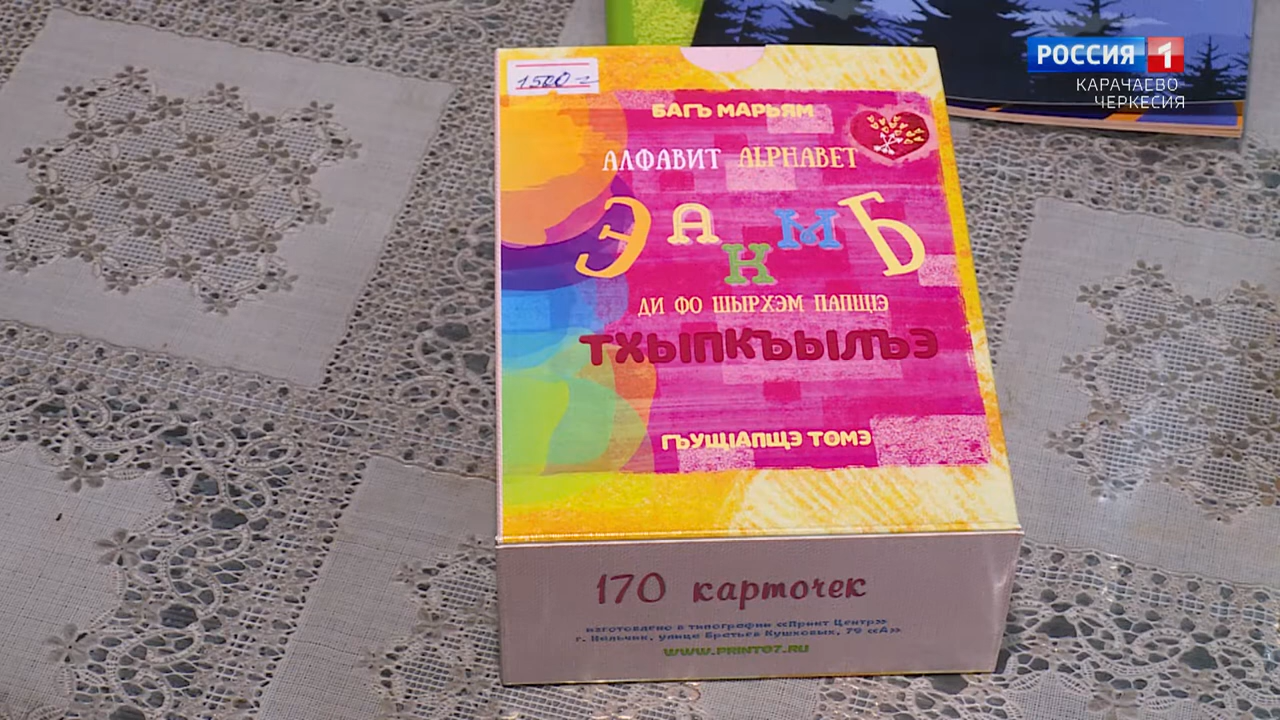 РОССИЯ 1
КАРАЧАЕВО
ЧЕРКЕСИЯ
1500=
БАГЪ МАРЬЯМ
АЛФАВИТ ALPHABET
Э А К М Б
ДИ ФО ШЫРХЭМ ПАПЩЭ
ТХЫПКЪЫЛЪЭ
ГЪУЩIАПЩЭ ТОМЭ
170 карточек
изготовлено в типографии «Принт Центр»
г. Нальчик, улица Братьев Кушховых, 79 «А»
WWW.PRINT07.RU